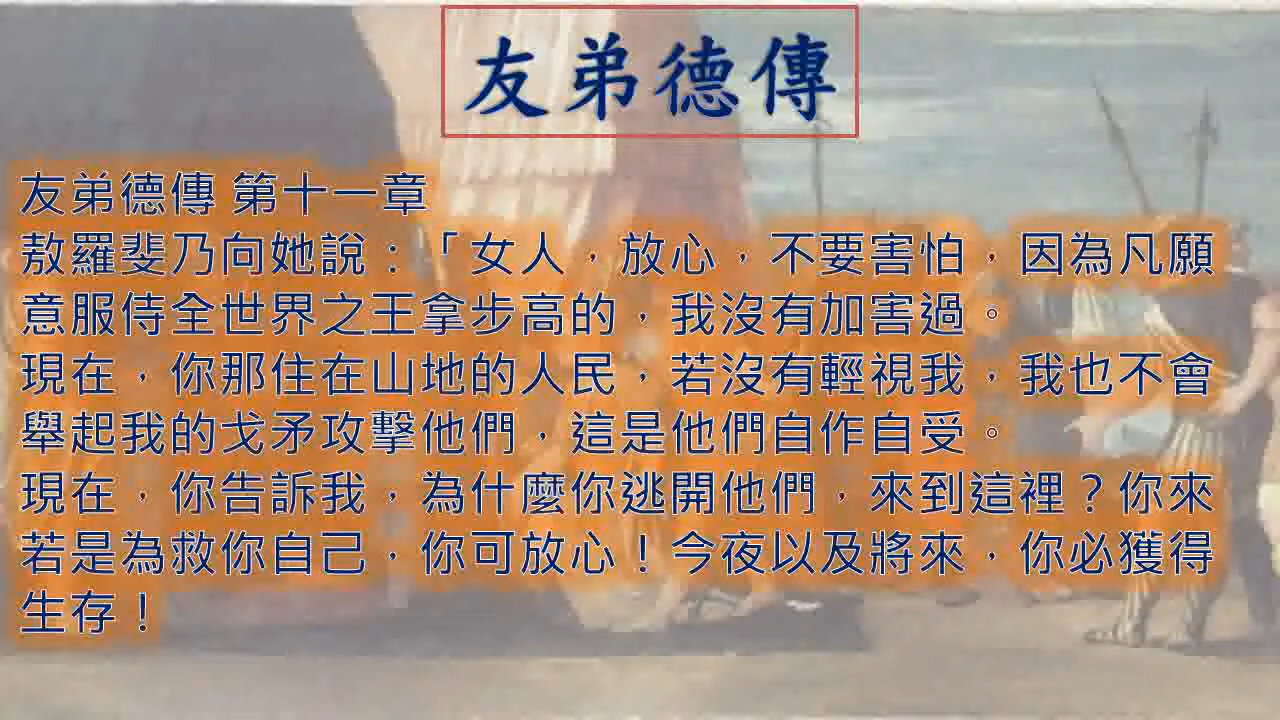 友弟德傳
友弟德傳 第十一章
敖羅斐乃向她說：「女人，放心，不要害怕，因為凡願
意服侍全世界之王拿步高的，我沒有加害過。
現在，你那住在山地的人民，若沒有輕視我，我也不會
舉起我的戈矛攻擊他們，這是他們自作自受。
現在，你告訴我，為什麼你逃開他們，來到這裡？你來
若是為救你自己，你可放心！今夜以及將來，你必獲得
生存！